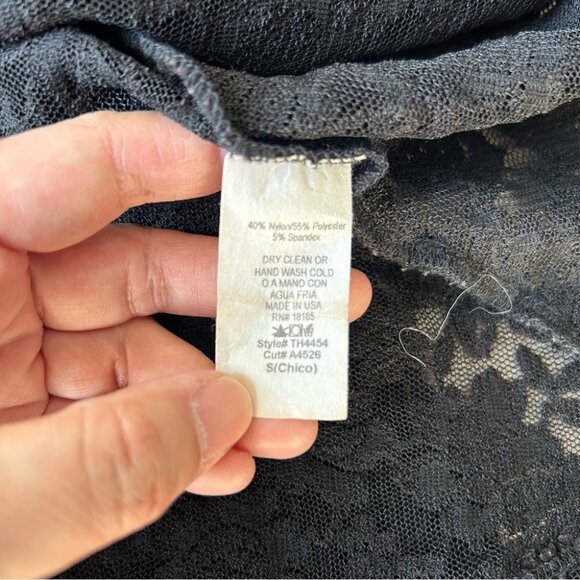 40% Nylon/55% Polyester
5% Spandex
DRY CLEAN OR
HAND WASH COLD
O A MANO CON
AGUA FRIA
MADE IN USA
RN# 18165
Style# TH4454
Cut# A4526
S(Chico)